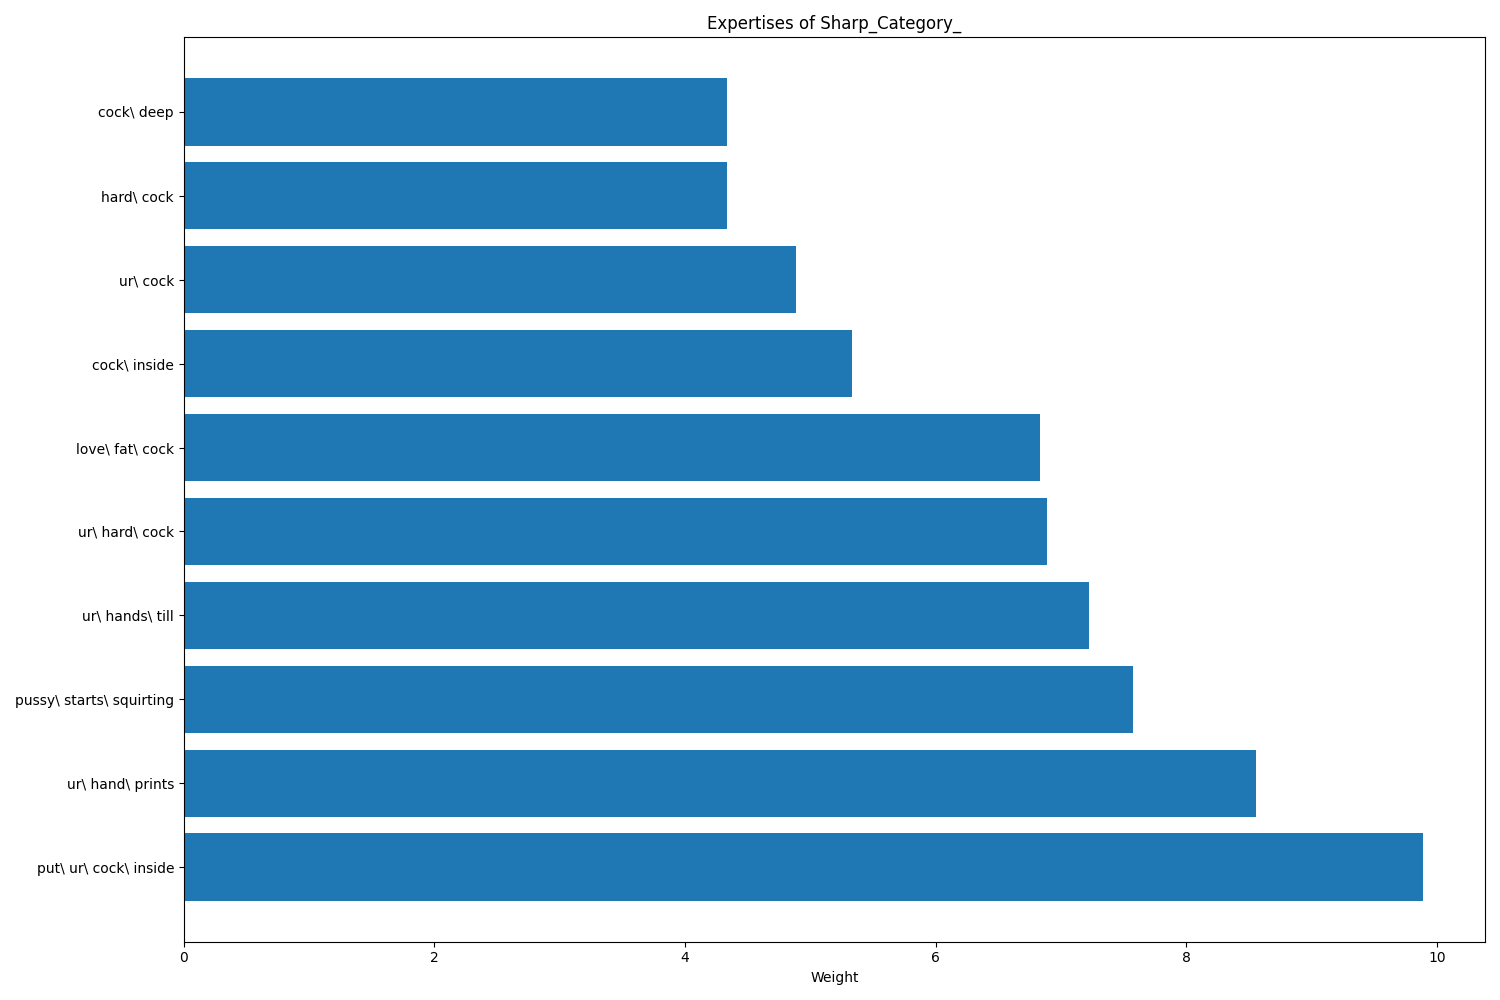 Expertises of Sharp_Category_
cock\ deep
hard\ cock
ur\ cock
cock\ inside
love\ fat\ cock
ur\ hard\ cock
ur\ hands\ till
pussy\ starts\ squirting
ur\ hand\ prints
put\ ur\ cock\ inside
0 2 4 6 8 10
Weight